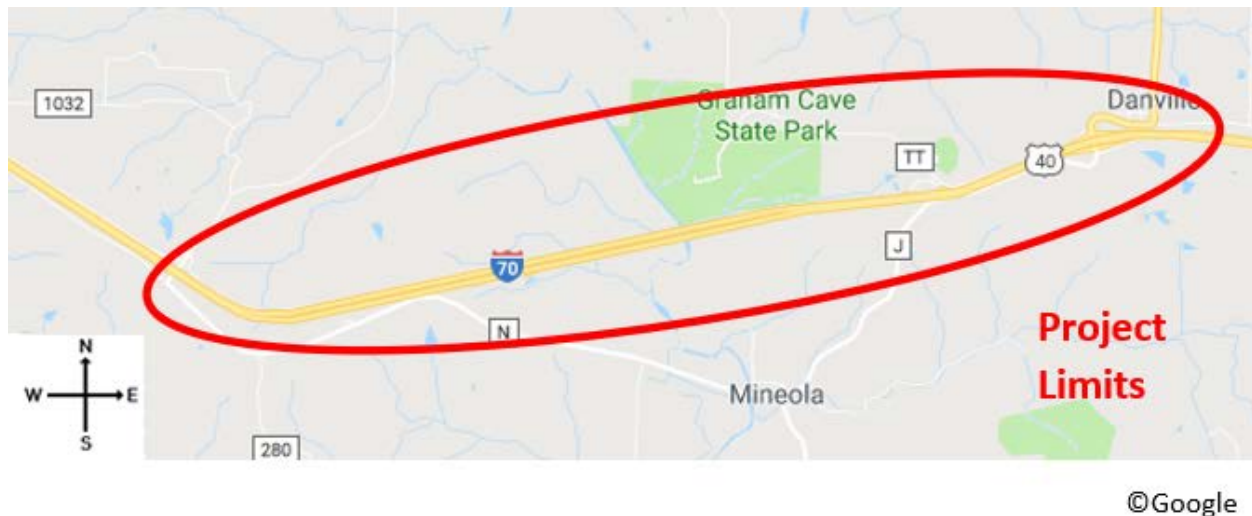 1032
Graham Cave
State Park
Danville
TT
40
J
70
N
Project
Limits
N
W E
S
Mineola
280
©Google